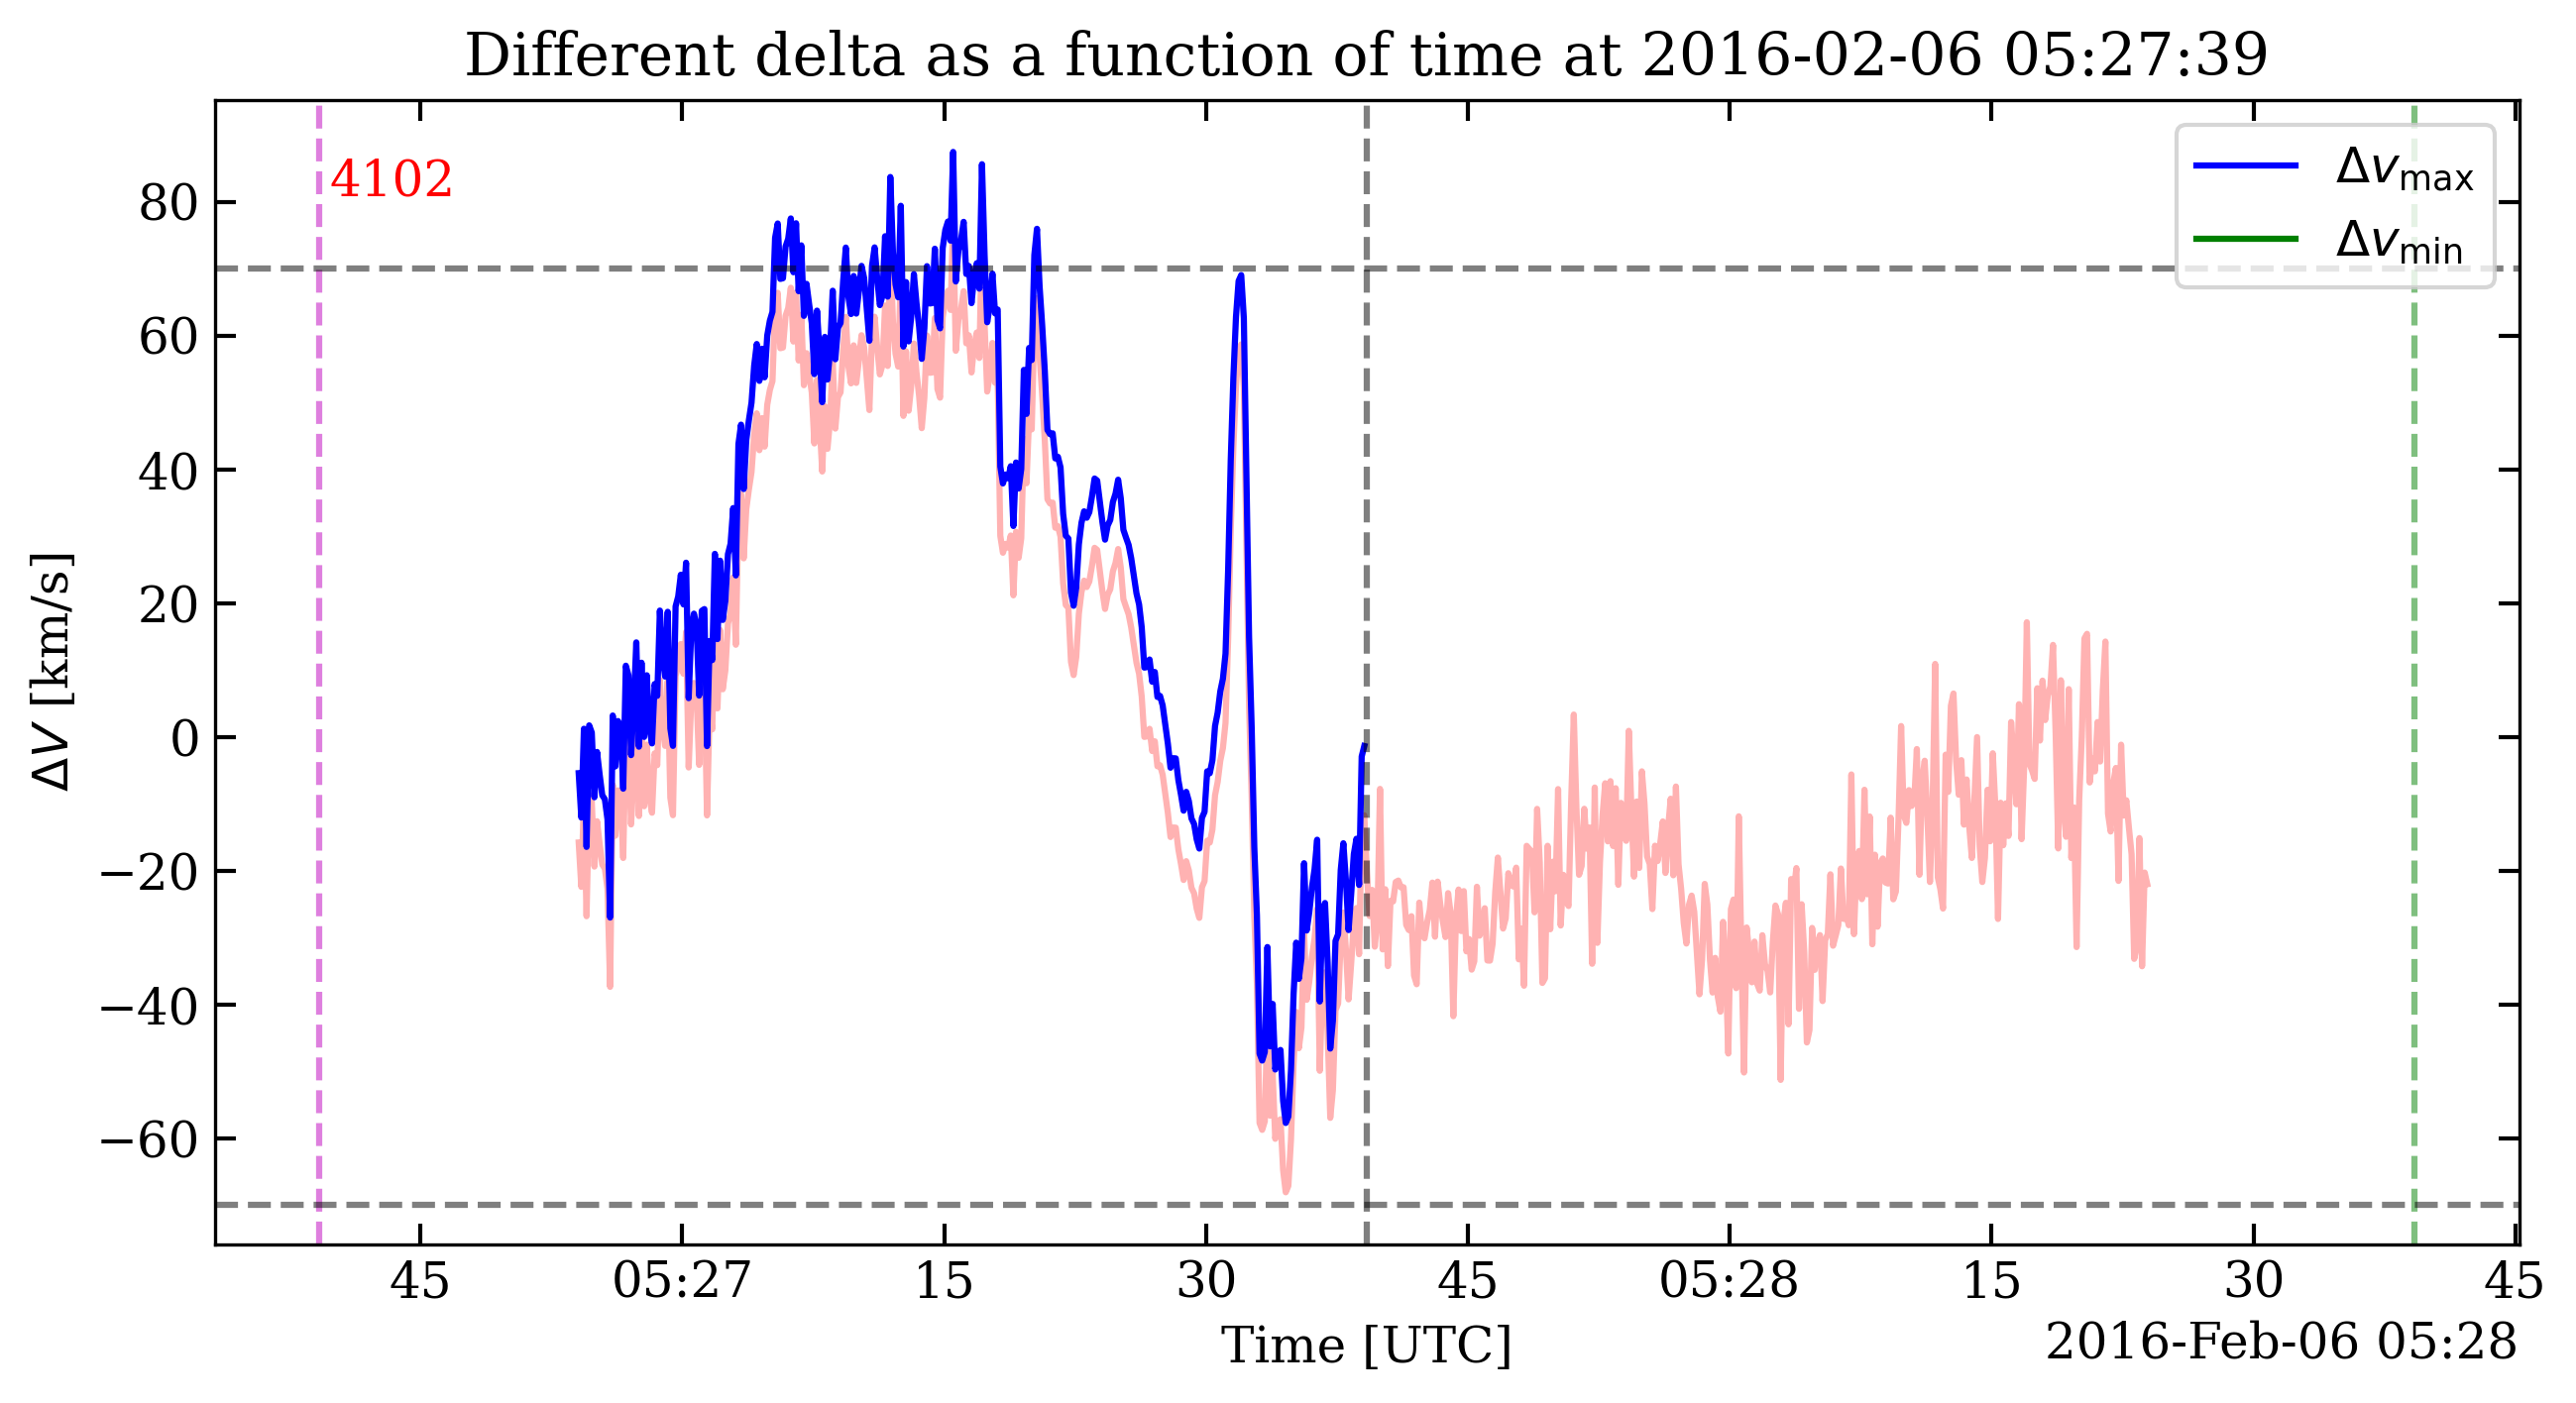 Different delta as a function of time at 2016-02-06 05:27:39
4102
Δvmax
Δvmin
80
60
40
20
0
−20
−40
−60
ΔV [km/s]
45 05:27 15 30 45 05:28 15 30 45
Time [UTC]
2016-Feb-06 05:28